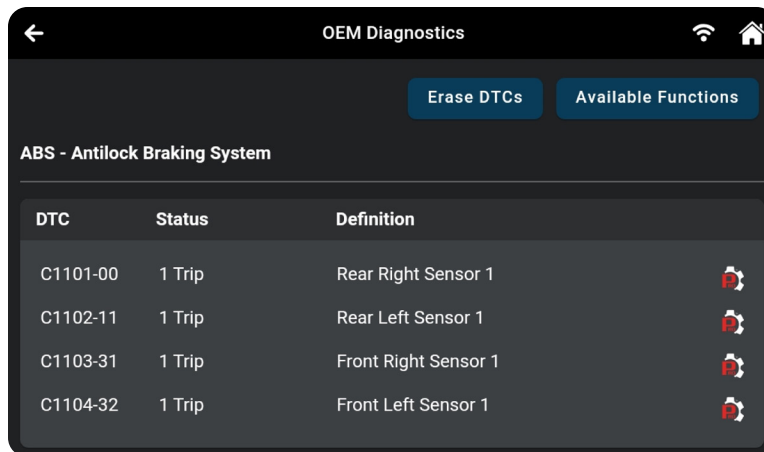 OEM Diagnostics
Erase DTCs Available Functions
ABS - Antilock Braking System
DTC Status Definition
C1101-00 1 Trip Rear Right Sensor 1
C1102-11 1 Trip Rear Left Sensor 1
C1103-31 1 Trip Front Right Sensor 1
C1104-32 1 Trip Front Left Sensor 1